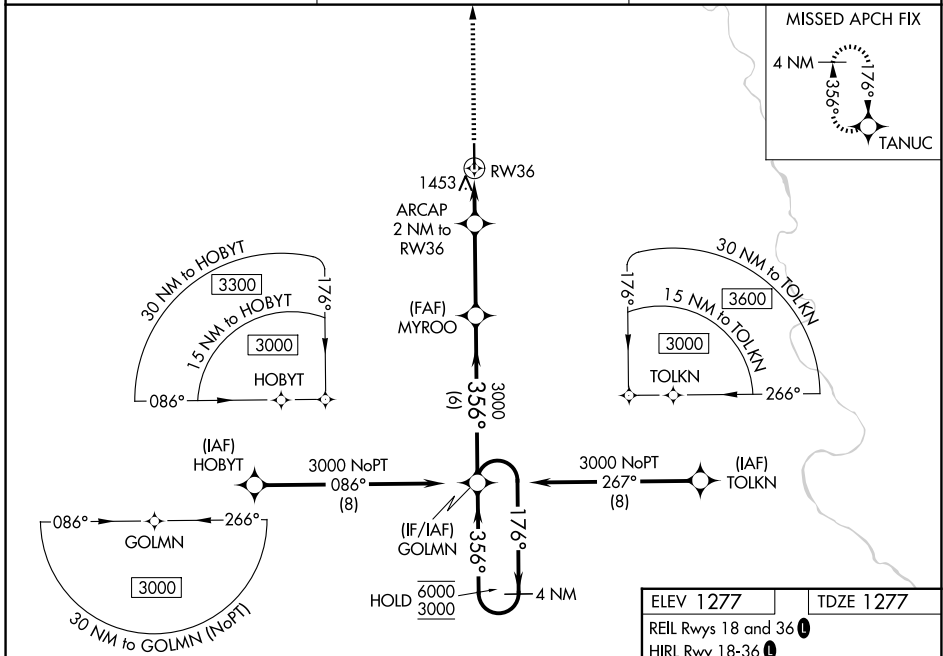 MISSED APCH FIX
4 NM
356°
176°
TANUC
RW36
1453
ARCAP
2 NM to
RW36
(FAF)
MYROO
30 NM to HOBYT
3300
15 NM to HOBYT
3000
HOBYT
086°
176°
30 NM to TOLKN
3600
15 NM to TOLKN
3000
TOLKN
176°
266°
3000
356°
(6)
(IAF)
HOBYT
3000 NoPT
086°
(8)
3000 NoPT
267°
(8)
(IAF)
TOLKN
(IF/IAF)
GOLMN
356°
176°
HOLD
6000
3000
4 NM
086°
266°
GOLMN
3000
30 NM to GOLMN (NoPT)
ELEV 1277
TDZE 1277
REIL Rwys 18 and 36 L
HIRL Rwy 18-36 L